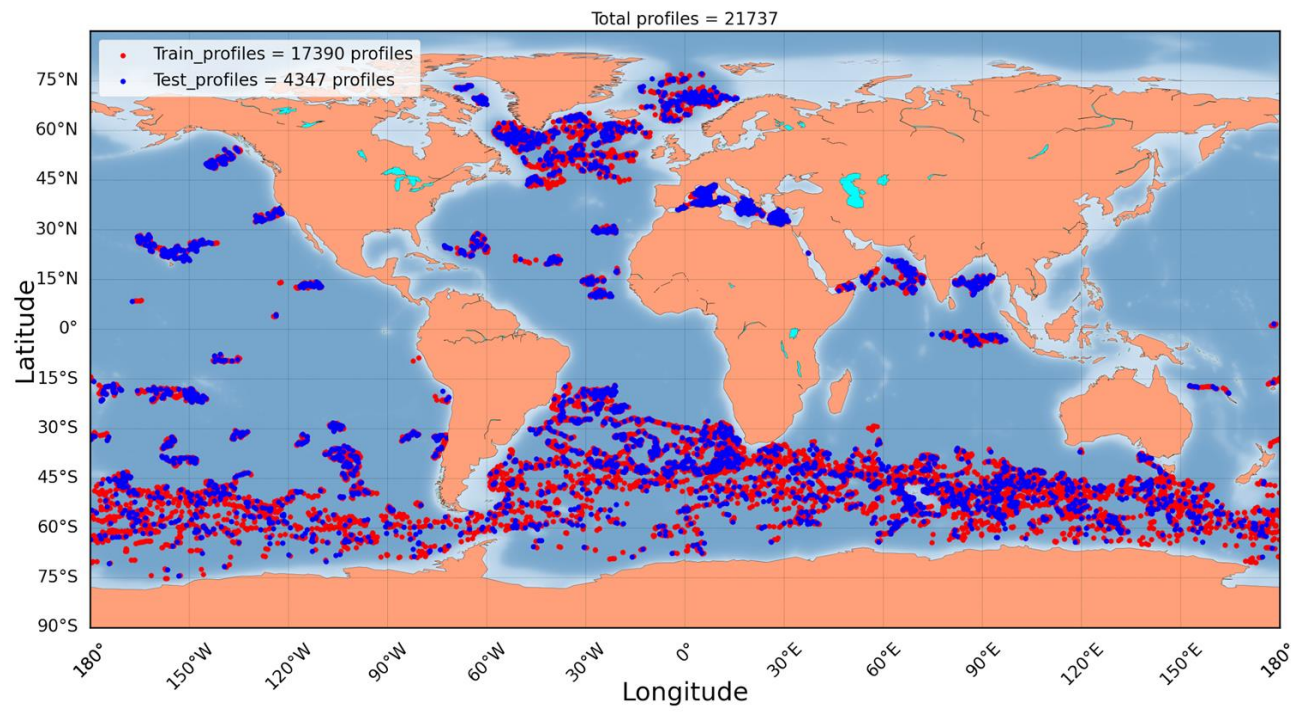 Total profiles = 21737
Train_profiles = 17390 profiles
Test_profiles = 4347 profiles
75°N
60°N
45°N
30°N
15°N
0°
15°S
30°S
45°S
60°S
75°S
90°S
Latitude
180°
150°W
120°W
90°W
60°W
30°W
0°
30°E
60°E
90°E
120°E
150°E
180°
Longitude